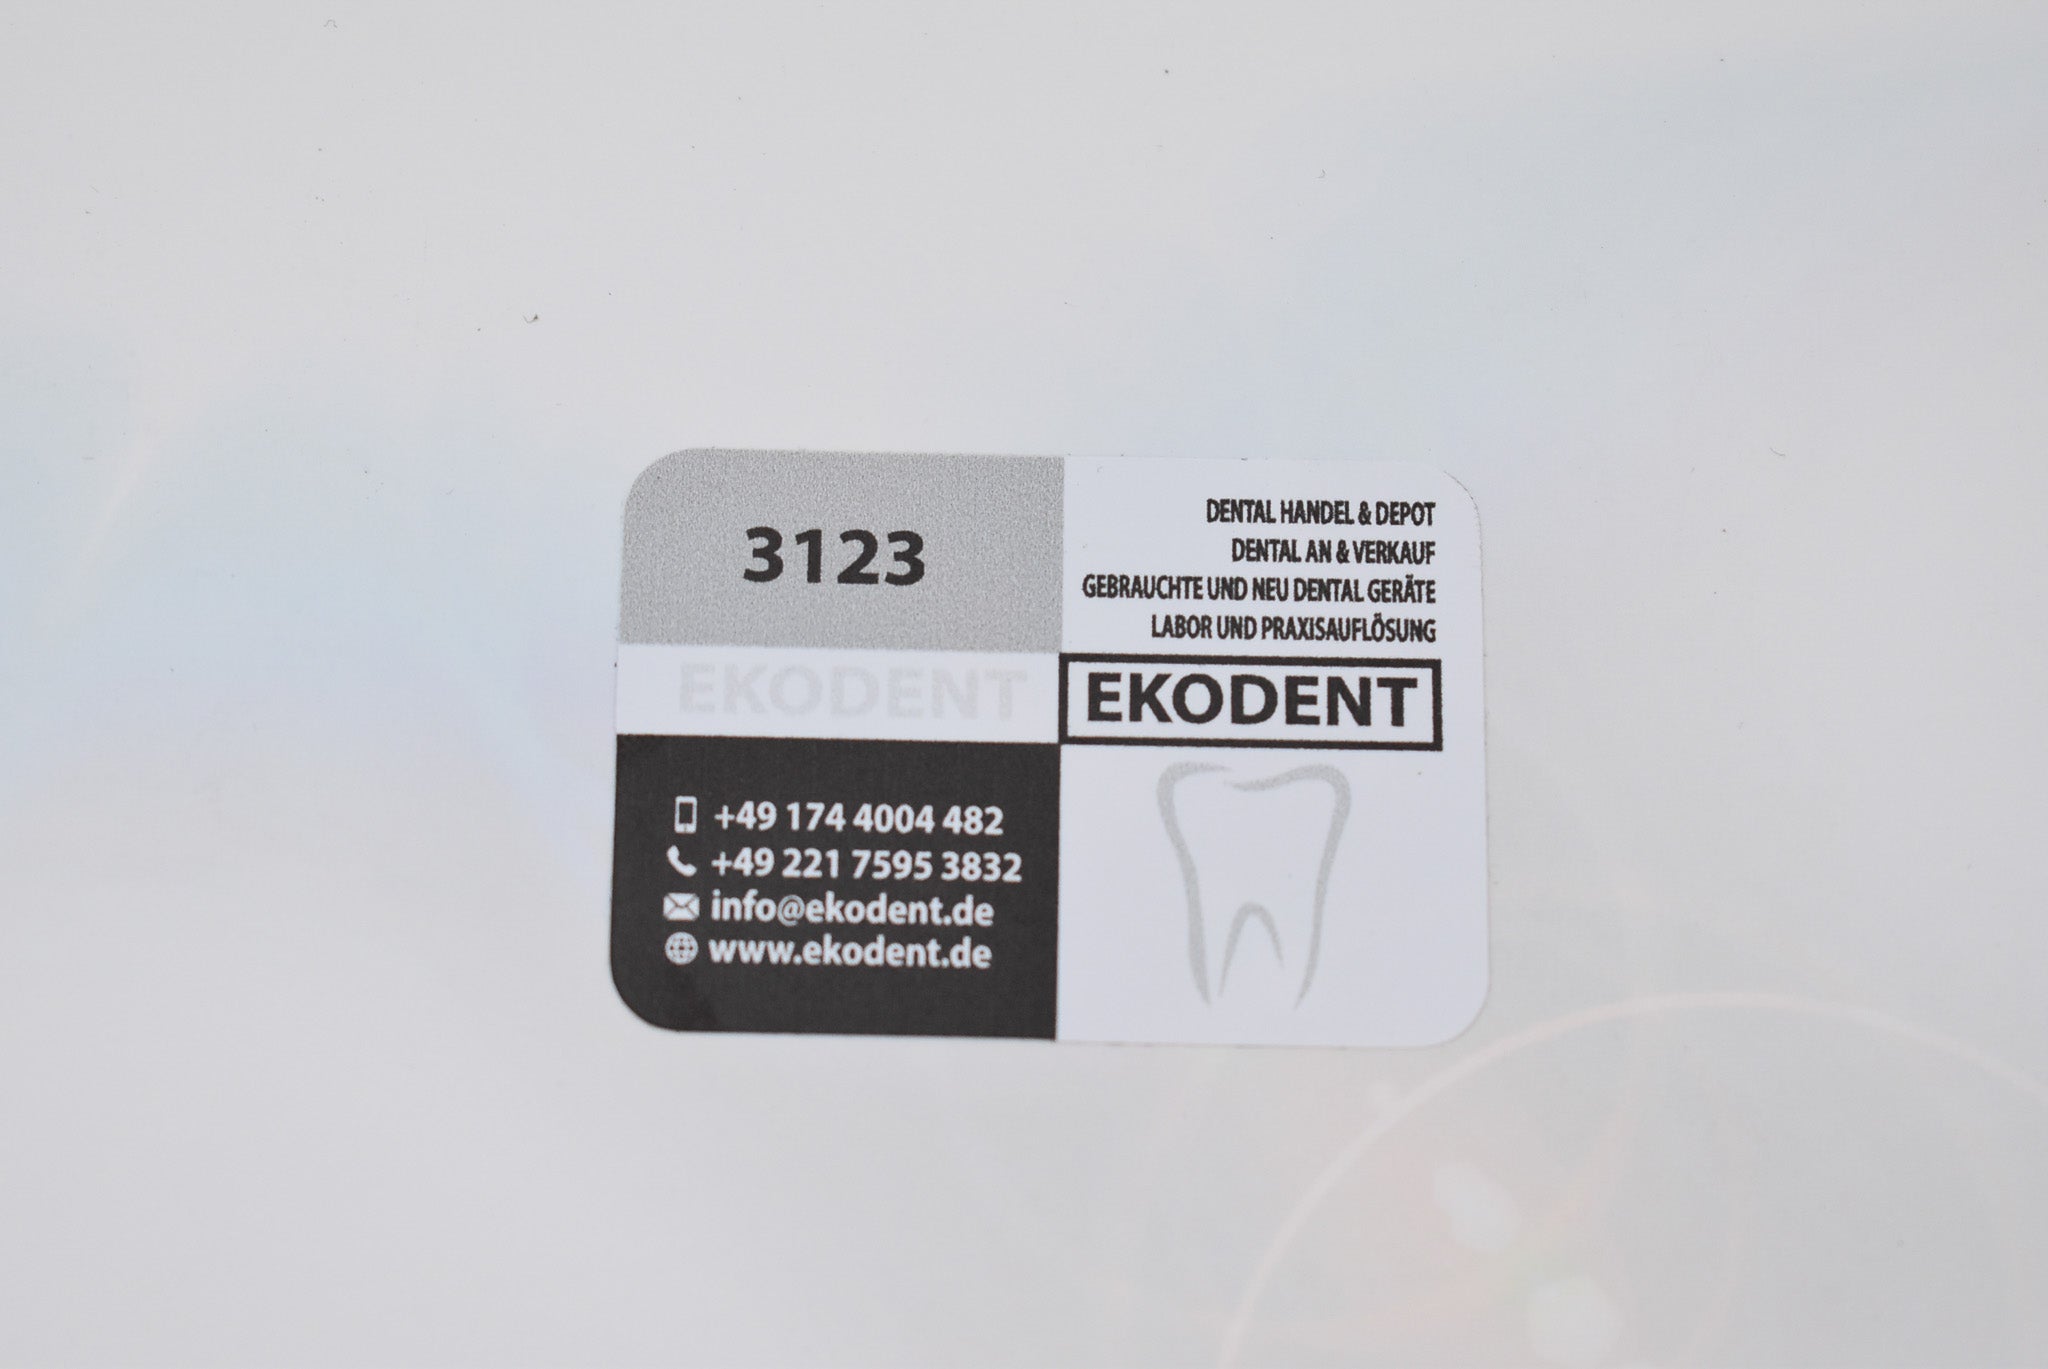 3123
EKODENT
+49 174 4004 482
+49 221 7595 3832
info@ekodent.de
www.ekodent.de
DENTAL HANDEL & DEPOT
DENTAL AN & VERKAUF
GEBRAUCHTE UND NEU DENTAL GERÄTE
LABOR UND PRAXISAUFLÖSUNG
EKODENT